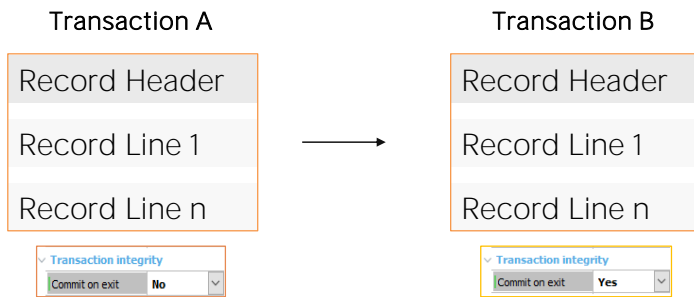 Transaction A
Record Header
Record Line 1
Record Line n
Transaction integrity
Commit on exit No
Transaction B
Record Header
Record Line 1
Record Line n
Transaction integrity
Commit on exit Yes